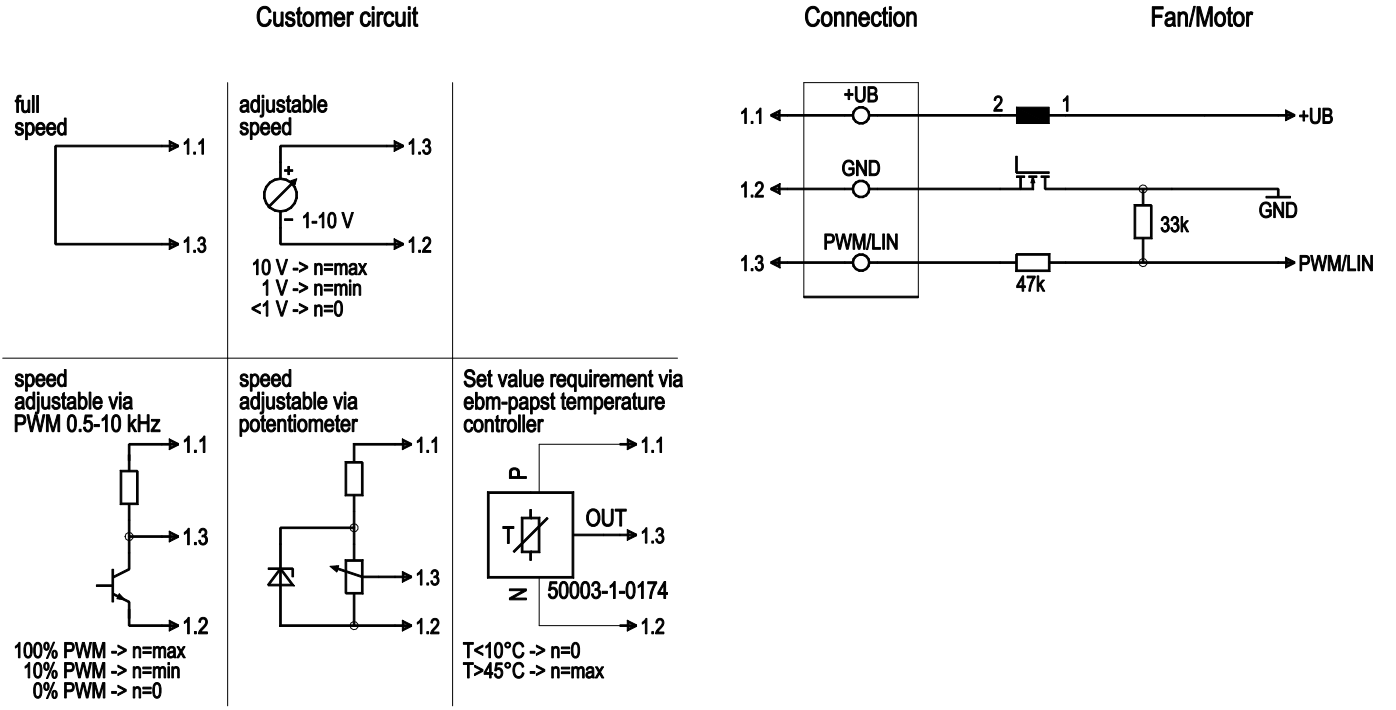 Customer circuit
Connection
Fan/Motor
full
speed
1.1
1.3
adjustable
speed
1.3
+
−
1-10 V
1.2
10 V -> n=max
1 V -> n=min
<1 V -> n=0
+UB
1.1
2
1
+UB
GND
1.2
GND
33k
PWM/LIN
1.3
47k
PWM/LIN
speed
adjustable via
PWM 0.5-10 kHz
1.1
1.3
1.2
100% PWM -> n=max
10% PWM -> n=min
0% PWM -> n=0
speed
adjustable via
potentiometer
1.1
1.3
1.2
Set value requirement via
ebm-papst temperature
controller
1.1
P
OUT
T
1.3
N
50003-1-0174
1.2
T<10°C -> n=0
T>45°C -> n=max